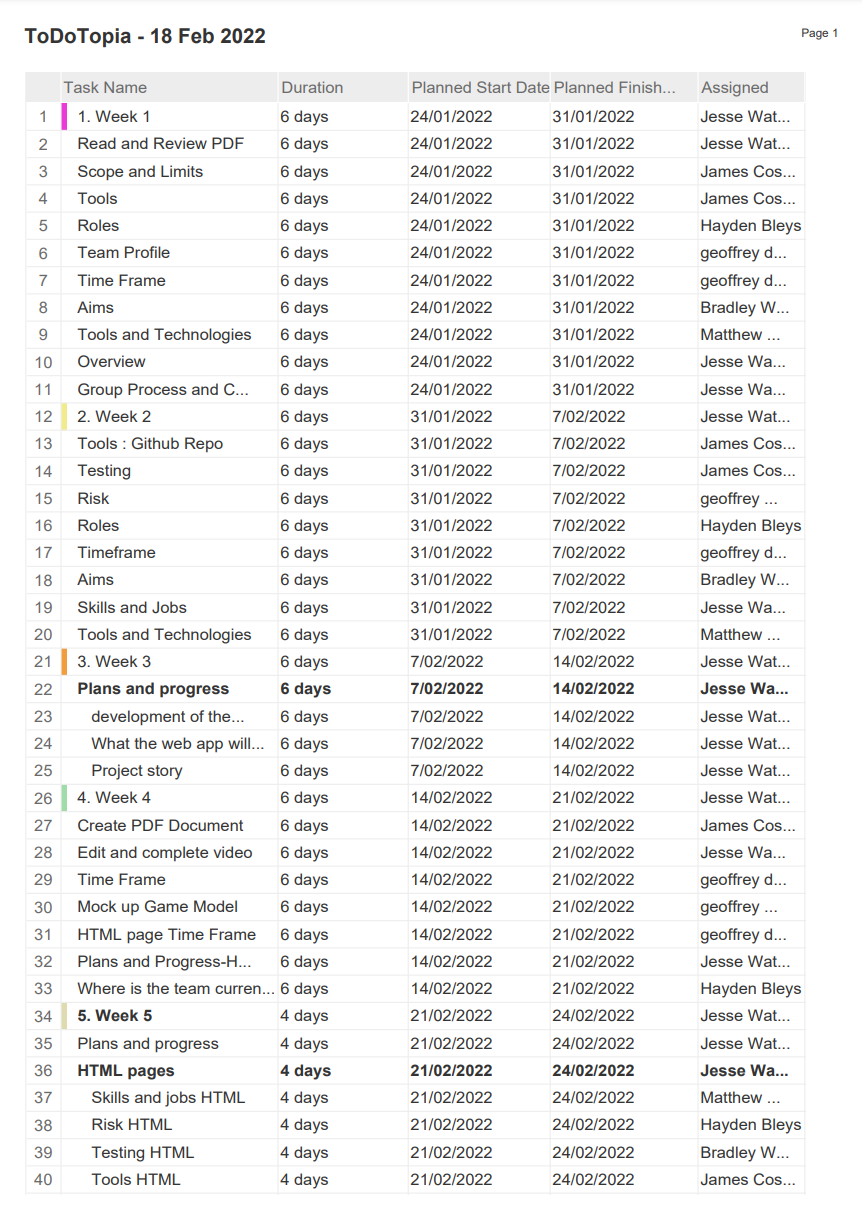 ToDoTopia - 18 Feb 2022
Page 1
Task Name Duration Planned Start Date Planned Finish... Assigned
1 1. Week 1 6 days 24/01/2022 31/01/2022 Jesse Wat...
2 Read and Review PDF 6 days 24/01/2022 31/01/2022 Jesse Wat...
3 Scope and Limits 6 days 24/01/2022 31/01/2022 James Cos...
4 Tools 6 days 24/01/2022 31/01/2022 James Cos...
5 Roles 6 days 24/01/2022 31/01/2022 Hayden Bleys
6 Team Profile 6 days 24/01/2022 31/01/2022 geoffrey d...
7 Time Frame 6 days 24/01/2022 31/01/2022 geoffrey d...
8 Aims 6 days 24/01/2022 31/01/2022 Bradley W...
9 Tools and Technologies 6 days 24/01/2022 31/01/2022 Matthew ...
10 Overview 6 days 24/01/2022 31/01/2022 Jesse Wa...
11 Group Process and C... 6 days 24/01/2022 31/01/2022 Jesse Wa...
12 2. Week 2 6 days 31/01/2022 7/02/2022 Jesse Wat...
13 Tools : Github Repo 6 days 31/01/2022 7/02/2022 James Cos...
14 Testing 6 days 31/01/2022 7/02/2022 James Cos...
15 Risk 6 days 31/01/2022 7/02/2022 geoffrey ...
16 Roles 6 days 31/01/2022 7/02/2022 Hayden Bleys
17 Timeframe 6 days 31/01/2022 7/02/2022 geoffrey d...
18 Aims 6 days 31/01/2022 7/02/2022 Bradley W...
19 Skills and Jobs 6 days 31/01/2022 7/02/2022 Jesse Wa...
20 Tools and Technologies 6 days 31/01/2022 7/02/2022 Matthew ...
21 3. Week 3 6 days 7/02/2022 14/02/2022 Jesse Wat...
22 Plans and progress 6 days 7/02/2022 14/02/2022 Jesse Wa...
23 development of the... 6 days 7/02/2022 14/02/2022 Jesse Wat...
24 What the web app will... 6 days 7/02/2022 14/02/2022 Jesse Wat...
25 Project story 6 days 7/02/2022 14/02/2022 Jesse Wat...
26 4. Week 4 6 days 14/02/2022 21/02/2022 Jesse Wat...
27 Create PDF Document 6 days 14/02/2022 21/02/2022 James Cos...
28 Edit and complete video 6 days 14/02/2022 21/02/2022 Jesse Wa...
29 Time Frame 6 days 14/02/2022 21/02/2022 geoffrey d...
30 Mock up Game Model 6 days 14/02/2022 21/02/2022 geoffrey ...
31 HTML page Time Frame 6 days 14/02/2022 21/02/2022 geoffrey d...
32 Plans and Progress-H... 6 days 14/02/2022 21/02/2022 Jesse Wat...
33 Where is the team curren... 6 days 14/02/2022 21/02/2022 Hayden Bleys
34 5. Week 5 4 days 21/02/2022 24/02/2022 Jesse Wat...
35 Plans and progress 4 days 21/02/2022 24/02/2022 Jesse Wat...
36 HTML pages 4 days 21/02/2022 24/02/2022 Jesse Wa...
37 Skills and jobs HTML 4 days 21/02/2022 24/02/2022 Matthew ...
38 Risk HTML 4 days 21/02/2022 24/02/2022 Hayden Bleys
39 Testing HTML 4 days 21/02/2022 24/02/2022 Bradley W...
40 Tools HTML 4 days 21/02/2022 24/02/2022 James Cos...